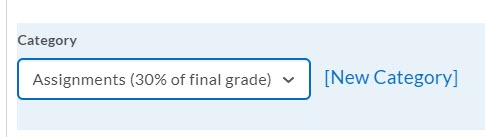 Category
Assignments (30% of final grade) [New Category]